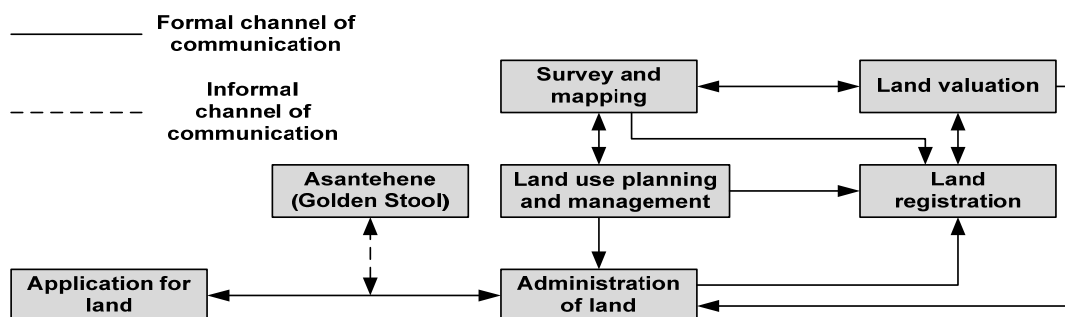 Formal channel of
communication
Informal
channel of
communication
Survey and
mapping
Land valuation
Asantehene
(Golden Stool)
Land use planning
and management
Land
registration
Application for
land
Administration
of land